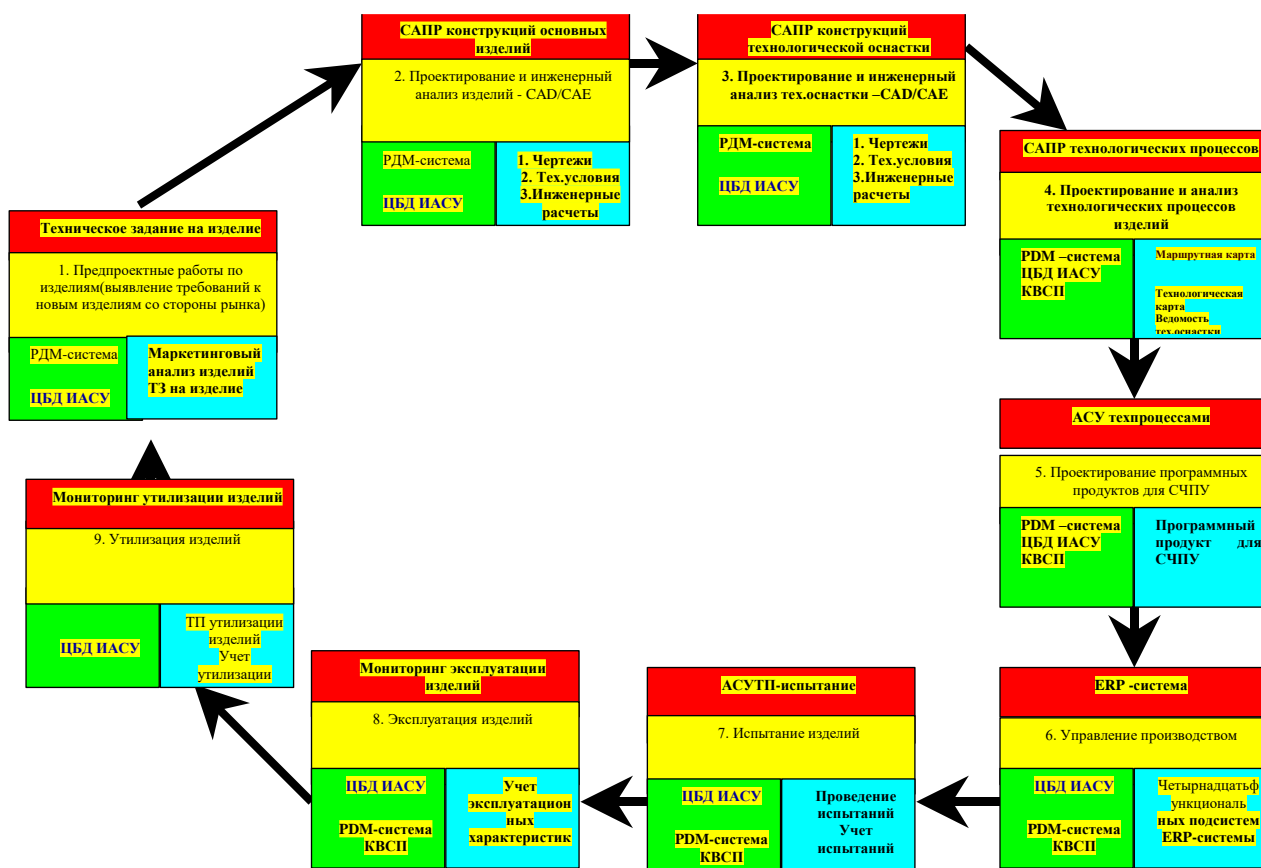 Техническое задание на изделие
1. Предпроектные работы по
изделиям(выявление требований к
новым изделиям со стороны рынка)
РДМ-система
ЦБД ИАСУ
Маркетинговый
анализ изделий
ТЗ на изделие
САПР конструкций основных
изделий
2. Проектирование и инженерный
анализ изделий - CAD/CAE
РДМ-система
ЦБД ИАСУ
1. Чертежи
2. Тех.условия
3.Инженерные
расчеты
САПР конструкций
технологической оснастки
3. Проектирование и инженерный
анализ тех.оснастки –CAD/CAE
РДМ-система
ЦБД ИАСУ
1. Чертежи
2. Тех.условия
3.Инженерные
расчеты
САПР технологических процессов
4. Проектирование и анализ
технологических процессов
изделий
PDM –система
ЦБД ИАСУ
КВСП
Маршрутная карта
Технологическая
карта
Ведомость
тех.оснастки
АСУ техпроцессами
5. Проектирование программных
продуктов для СЧПУ
PDM –система
ЦБД ИАСУ
КВСП
Программный
продукт для
СЧПУ
ERP -система
6. Управление производством
ЦБД ИАСУ
PDM-система
КВСП
Четырнадцатьф
ункциональ
ных подсистем
ERP-системы
АСУТП-испытание
7. Испытание изделий
ЦБД ИАСУ
PDM-система
КВСП
Проведение
испытаний
Учет
испытаний
Мониторинг эксплуатации
изделий
8. Эксплуатация изделий
ЦБД ИАСУ
PDM-система
КВСП
Учет
эксплуатацион
ных
характеристик
Мониторинг утилизации изделий
9. Утилизация изделий
ЦБД ИАСУ
ТП утилизации
изделий
Учет
утилизации